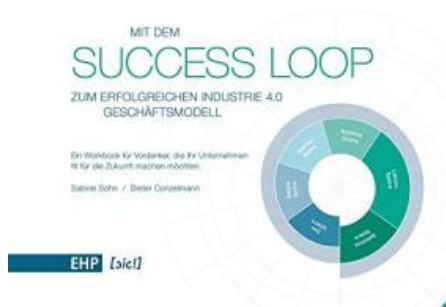 MIT DEM
SUCCESS LOOP
ZUM ERFOLGREICHEN INDUSTRIE 4.0
GESCHÄFTSMODELL
Ein Workbook für Vordenker, die Ihr Unternehmen
fit für die Zukunft machen möchten.
Sabine Sohn / Dieter Conzelmann
EHP [sic!]